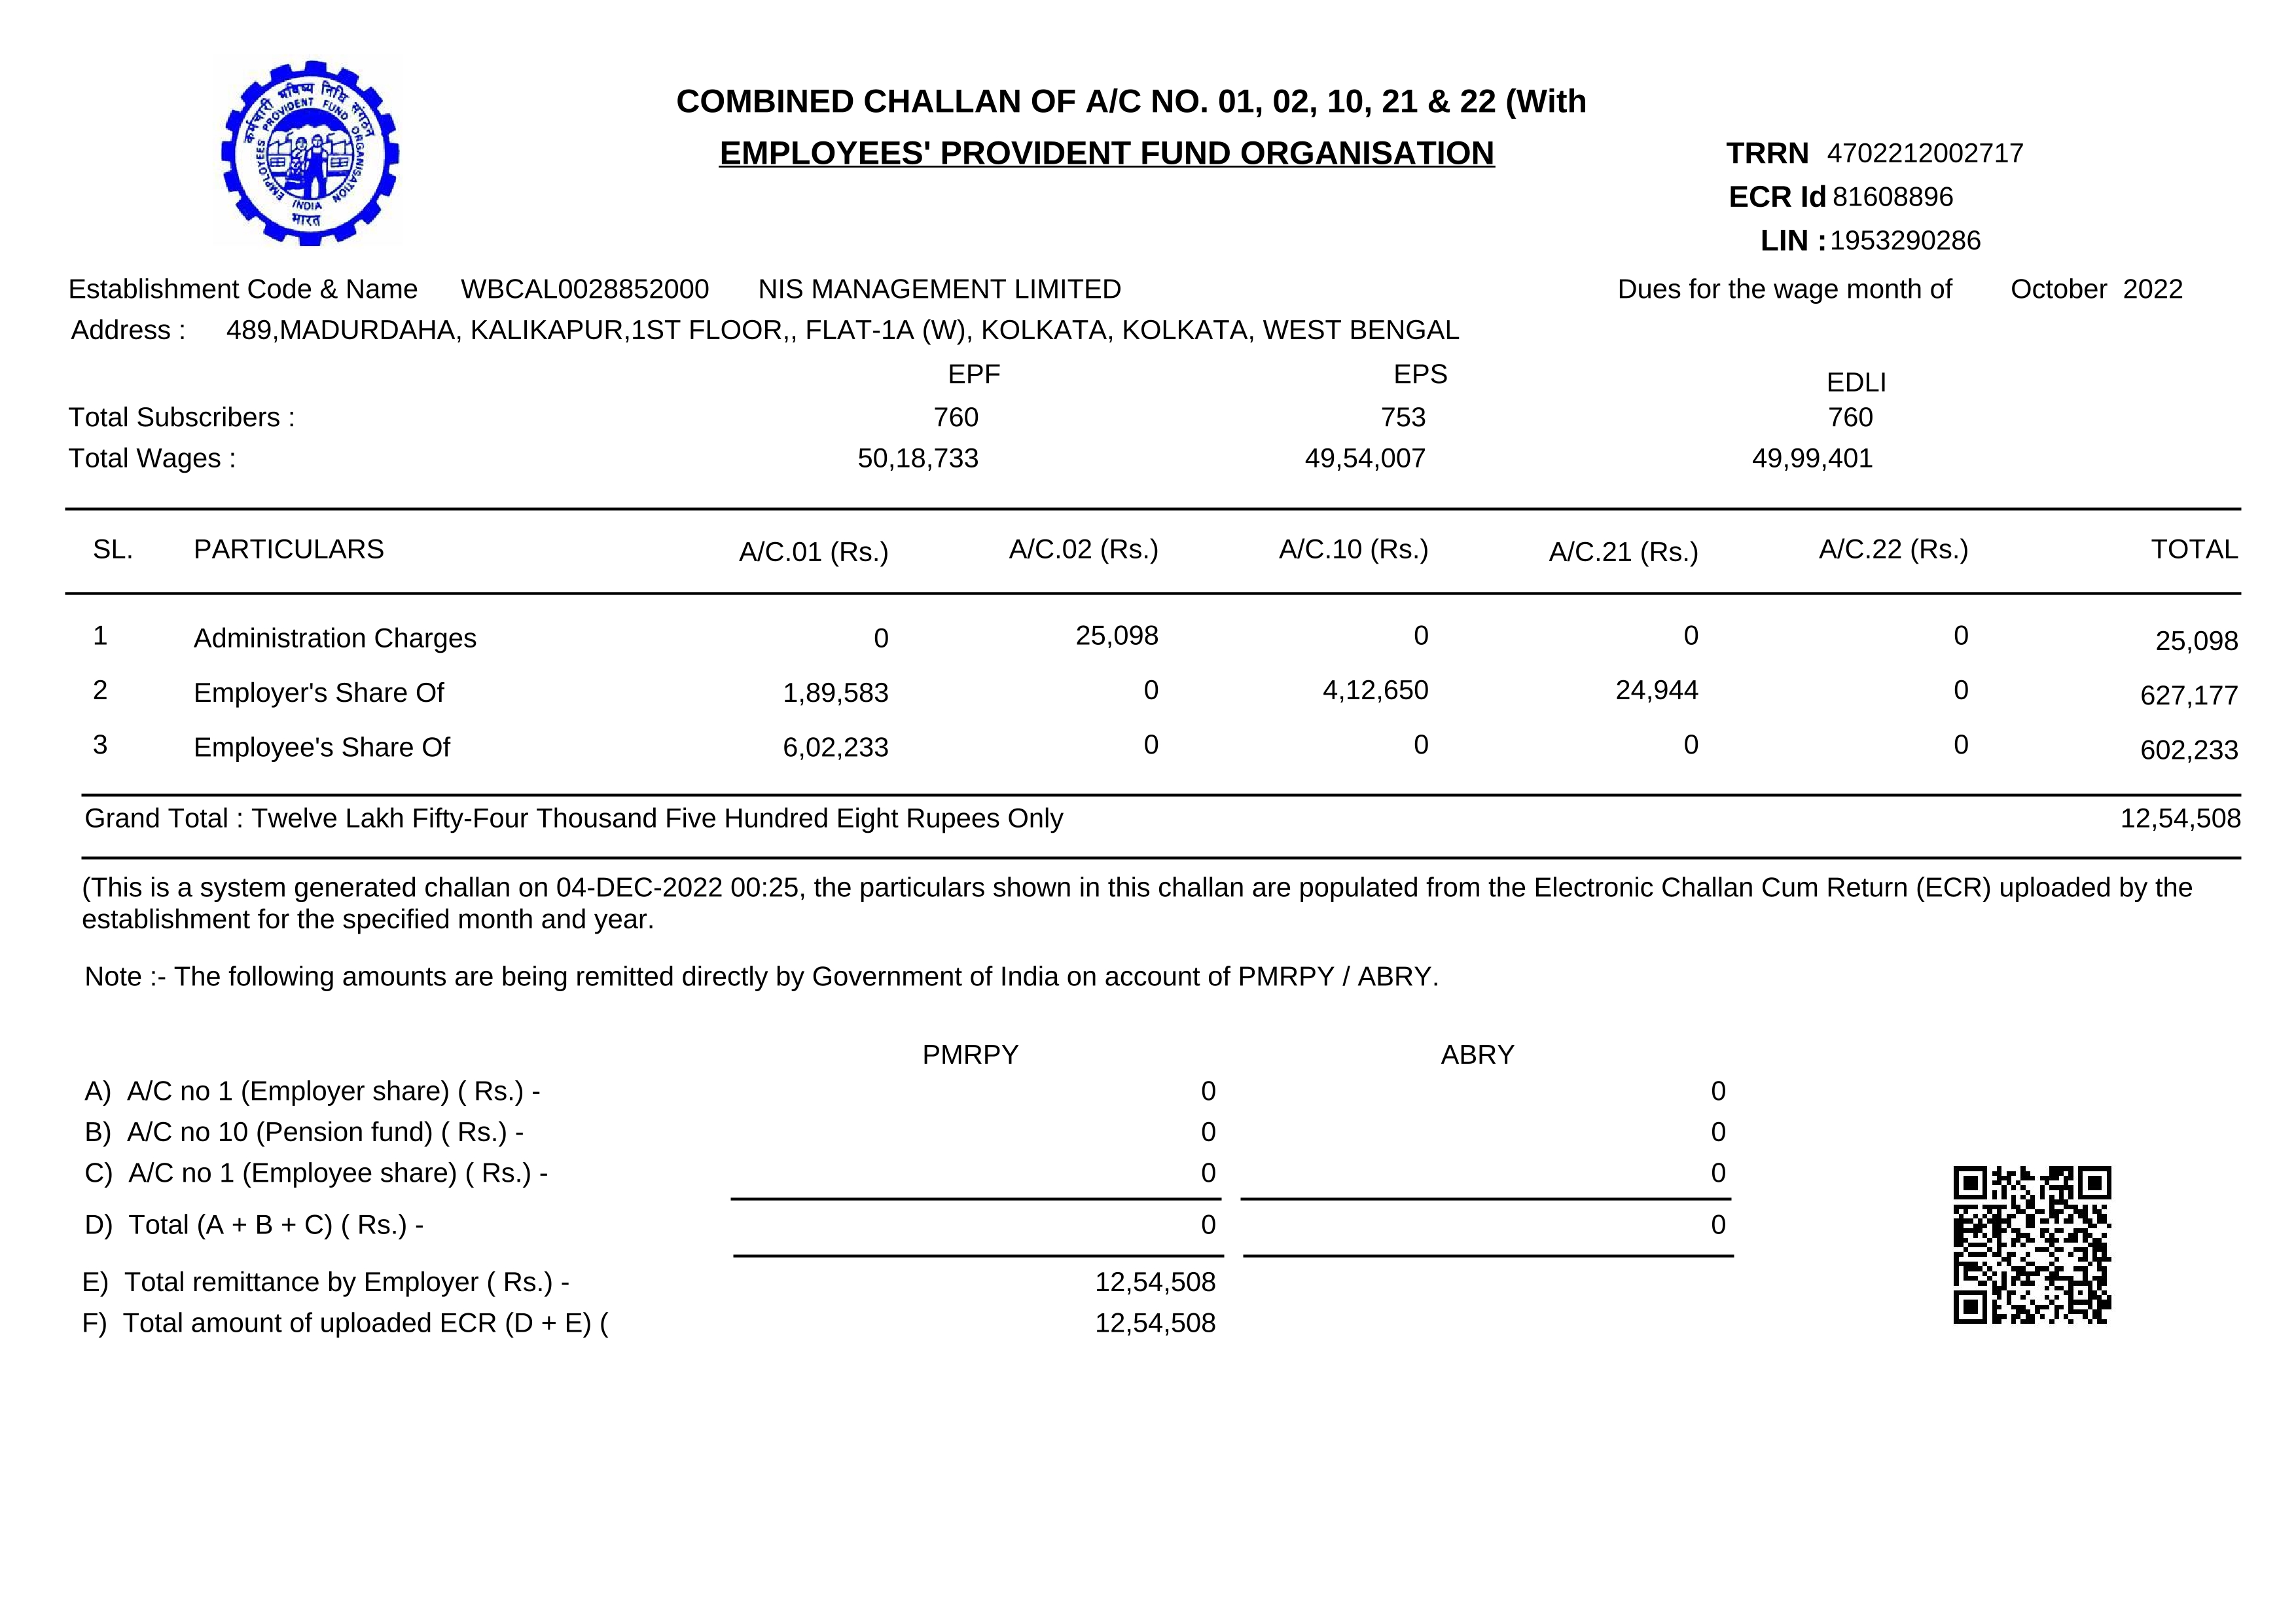 कर्मचारी भविष्य निधि संगठन
EMPLOYEES' PROVIDENT FUND ORGANISATION
INDIA
भारत
COMBINED CHALLAN OF A/C NO. 01, 02, 10, 21 & 22 (With
EMPLOYEES' PROVIDENT FUND ORGANISATION
TRRN 4702212002717
ECR Id 81608896
LIN : 1953290286
Establishment Code & Name WBCAL0028852000 NIS MANAGEMENT LIMITED Dues for the wage month of October 2022
Address : 489,MADURDAHA, KALIKAPUR,1ST FLOOR,, FLAT-1A (W), KOLKATA, KOLKATA, WEST BENGAL
EPF EPS EDLI
Total Subscribers : 760 753 760
Total Wages : 50,18,733 49,54,007 49,99,401
SL. PARTICULARS A/C.01 (Rs.) A/C.02 (Rs.) A/C.10 (Rs.) A/C.21 (Rs.) A/C.22 (Rs.) TOTAL
1 Administration Charges 0 25,098 0 0 0 25,098
2 Employer's Share Of 1,89,583 0 4,12,650 24,944 0 627,177
3 Employee's Share Of 6,02,233 0 0 0 0 602,233
Grand Total : Twelve Lakh Fifty-Four Thousand Five Hundred Eight Rupees Only 12,54,508
(This is a system generated challan on 04-DEC-2022 00:25, the particulars shown in this challan are populated from the Electronic Challan Cum Return (ECR) uploaded by the
establishment for the specified month and year.
Note :- The following amounts are being remitted directly by Government of India on account of PMRPY / ABRY.
PMRPY ABRY
A) A/C no 1 (Employer share) ( Rs.) - 0 0
B) A/C no 10 (Pension fund) ( Rs.) - 0 0
C) A/C no 1 (Employee share) ( Rs.) - 0 0
D) Total (A + B + C) ( Rs.) - 0 0
E) Total remittance by Employer ( Rs.) - 12,54,508
F) Total amount of uploaded ECR (D + E) ( 12,54,508